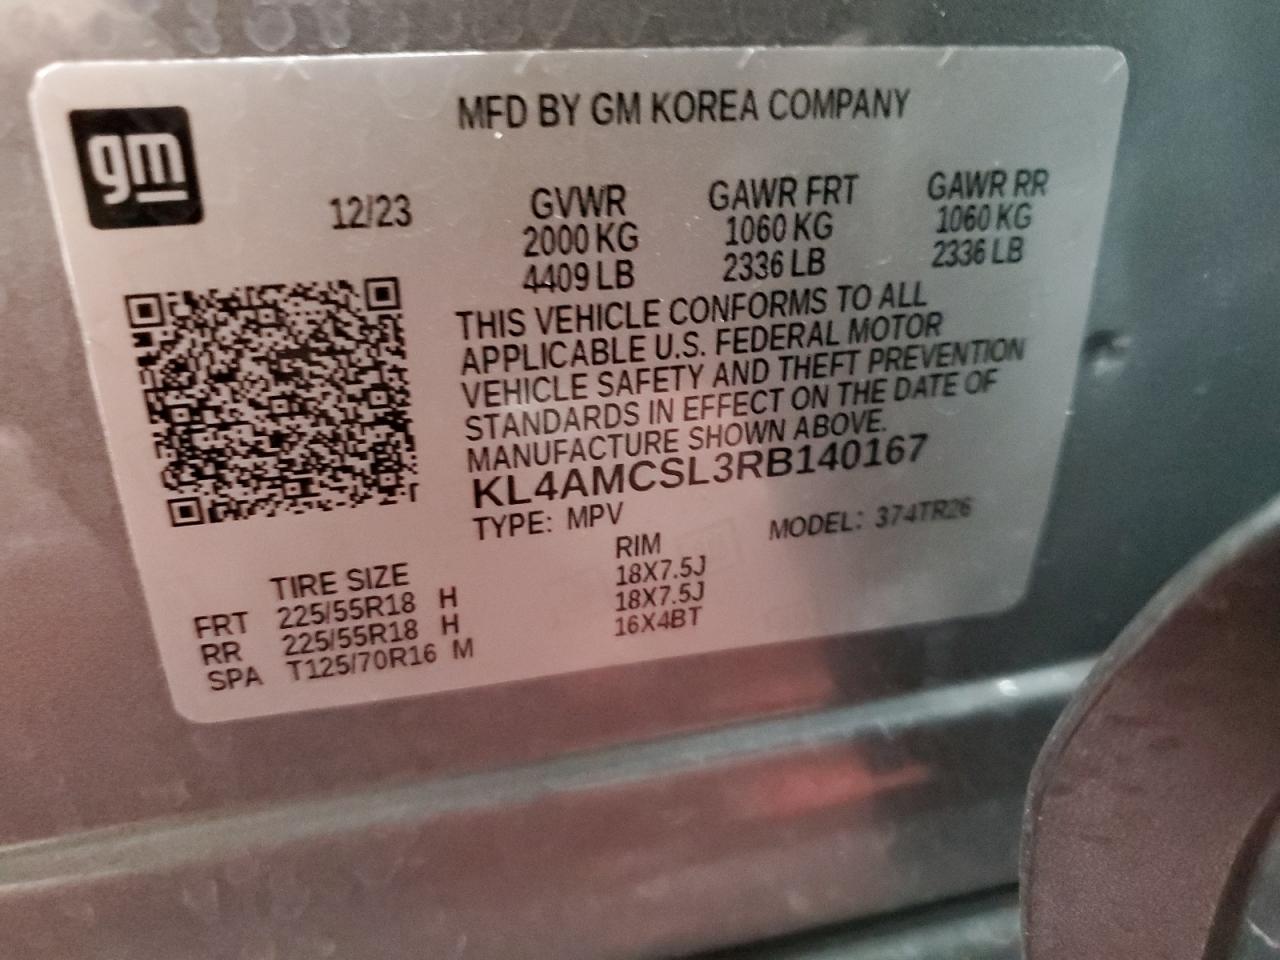 gm
MFD BY GM KOREA COMPANY
12/23 GVWR GAWR FRT GAWR RR
2000 KG 1060 KG 1060 KG
4409 LB 2336 LB 2336 LB
THIS VEHICLE CONFORMS TO ALL
APPLICABLE U.S. FEDERAL MOTOR
VEHICLE SAFETY AND THEFT PREVENTION
STANDARDS IN EFFECT ON THE DATE OF
MANUFACTURE SHOWN ABOVE.
KL4AMCSL3RB140167
TYPE: MPV MODEL: 374TR26
TIRE SIZE RIM
FRT 225/55R18 H 18X7.5J
RR 225/55R18 H 18X7.5J
SPA T125/70R16 M 16X4BT